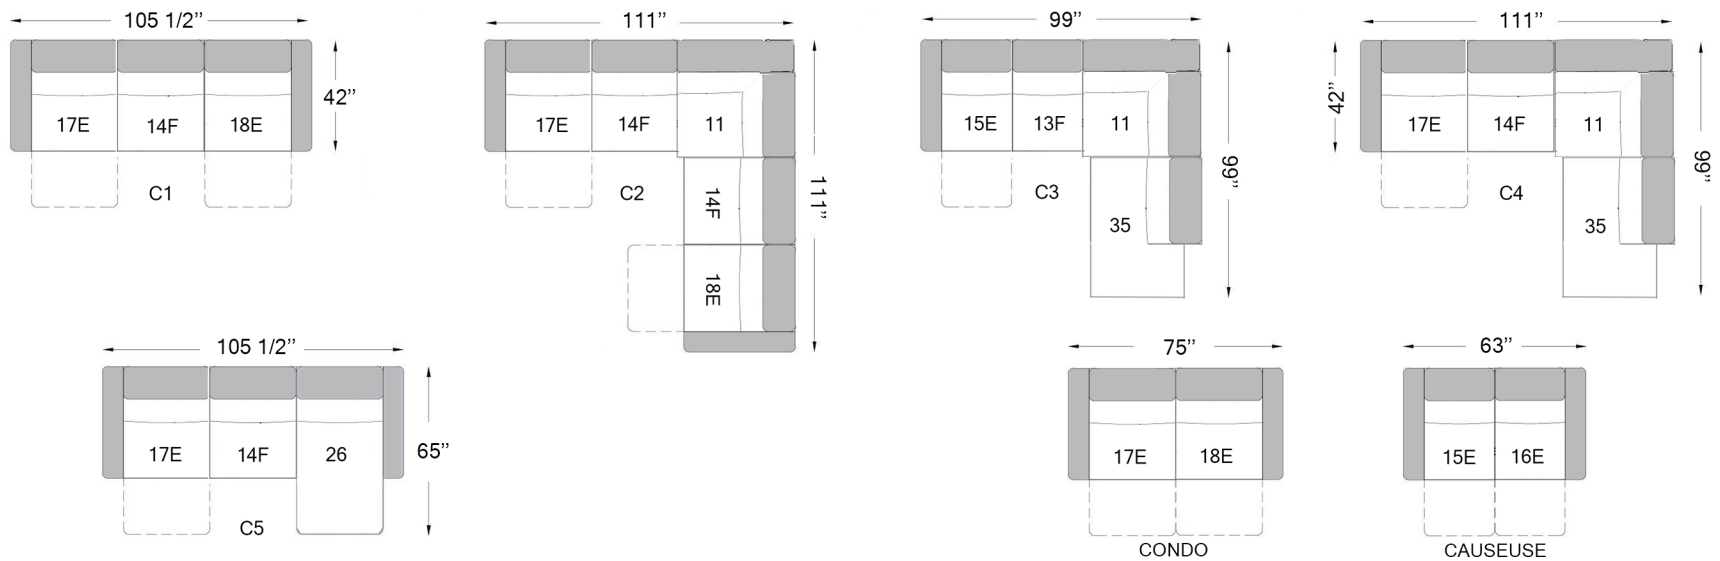 105 1/2’’
17E 14F 18E
42’’
C1
111’’
17E 14F 11
14F
18E
111’’
C2
99’’
15E 13F 11
35
99’’
C3
111’’
42’’
17E 14F 11
35
99’’
C4
105 1/2’’
17E 14F 26
65’’
C5
75’’
17E 18E
CONDO
63’’
15E 16E
CAUSEUSE